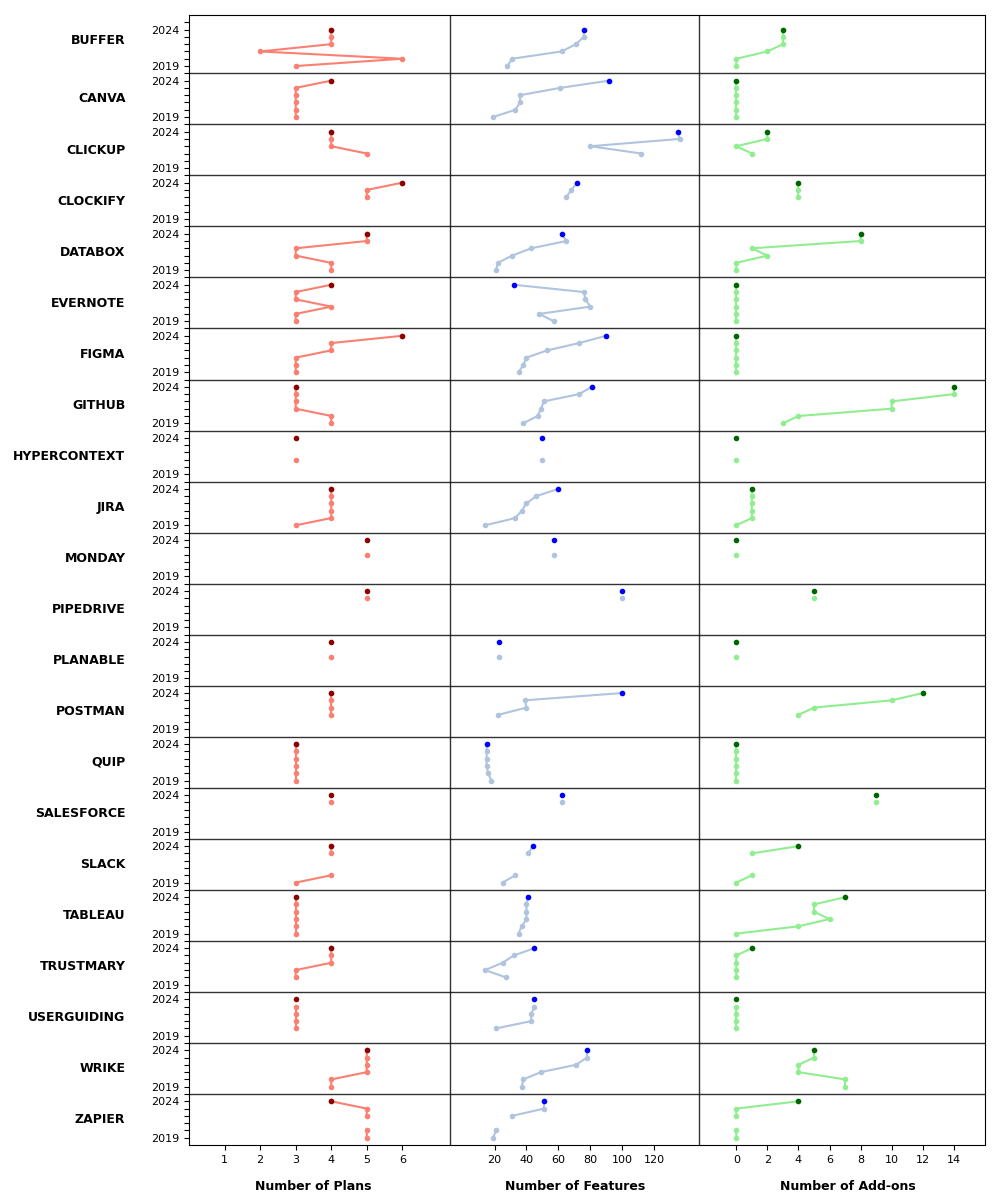 BUFFER
2024
2019
CANVA
2024
2019
CLICKUP
2024
2019
CLOCKIFY
2024
2019
DATABOX
2024
2019
EVERNOTE
2024
2019
FIGMA
2024
2019
GITHUB
2024
2019
HYPERCONTEXT
2024
2019
JIRA
2024
2019
MONDAY
2024
2019
PIPEDRIVE
2024
2019
PLANABLE
2024
2019
POSTMAN
2024
2019
QUIP
2024
2019
SALESFORCE
2024
2019
SLACK
2024
2019
TABLEAU
2024
2019
TRUSTMARY
2024
2019
USERGUIDING
2024
2019
WRIKE
2024
2019
ZAPIER
2024
2019
1 2 3 4 5 6
20 40 60 80 100 120
0 2 4 6 8 10 12 14
Number of Plans
Number of Features
Number of Add-ons